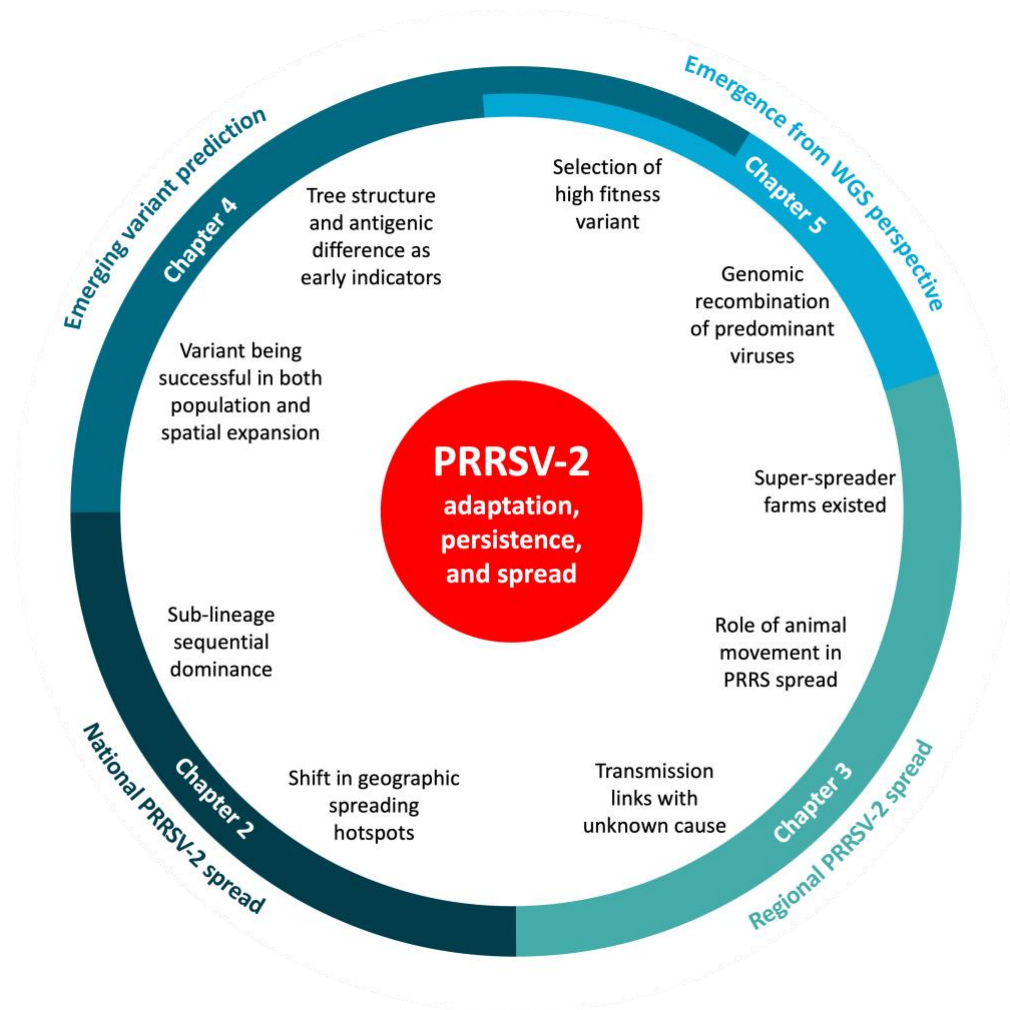 Emerging variant prediction
Chapter 4
Tree structure
and antigenic
difference as
early indicators
Variant being
successful in both
population and
spatial expansion
Emergence from WGS perspective
Chapter 5
Selection of
high fitness
variant
Genomic
recombination
of predominant
viruses
PRRSV-2
adaptation,
persistence,
and spread
Super-spreader
farms existed
Role of animal
movement in
PRRS spread
Transmission
links with
unknown cause
Chapter 3
Regional PRRSV-2 spread
Sub-lineage
sequential
dominance
Shift in geographic
spreading
hotspots
Chapter 2
National PRRSV-2 spread